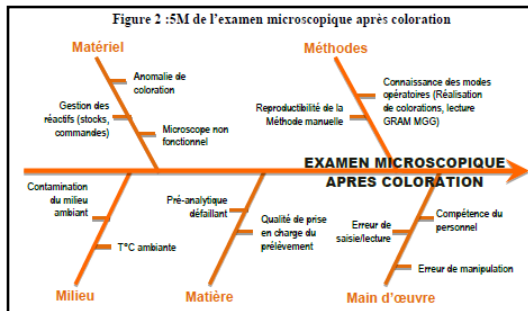 Figure 2 :5M de l'examen microscopique après coloration
Matériel
Méthodes
Anomalie de
coloration
Gestion des
réactifs (stocks,
commandes)
Microscope non
fonctionnel
Connaissance des modes
opératoires (Réalisation
de colorations, lecture
GRAM MGG)
Reproductibilité de la
Méthode manuelle
EXAMEN MICROSCOPIQUE
APRES COLORATION
Contamination
du milieu
ambiant
T°C ambiante
Pré-analytique
défaillant
Qualité de prise
en charge du
prélèvement
Erreur de
saisie/lecture
Compétence du
personnel
Erreur de manipulation
Milieu
Matière
Main d'œuvre